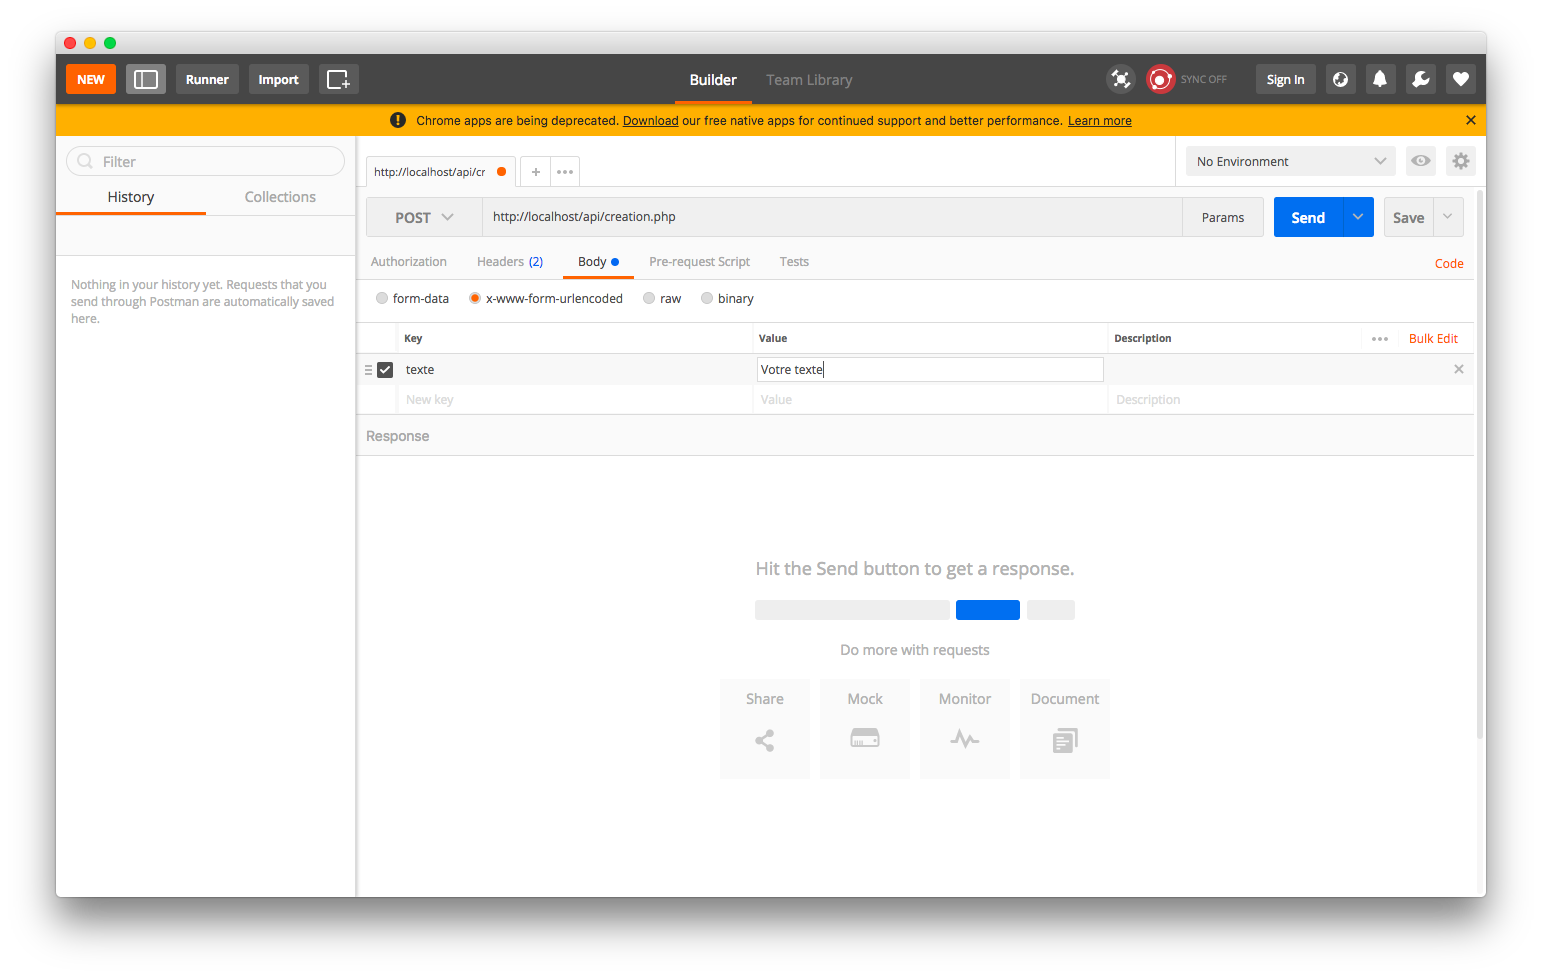 NEW Runner Import Builder Team Library SYNC OFF Sign In
Chrome apps are being deprecated. Download our free native apps for continued support and better performance. Learn more
Filter
History Collections
Nothing in your history yet. Requests that you
send through Postman are automatically saved
here.
http://localhost/api/cr
No Environment
POST http://localhost/api/creation.php Params Send Save
Authorization Headers (2) Body Pre-request Script Tests Code
form-data x-www-form-urlencoded raw binary
Key Value Description Bulk Edit
texte Votre texte
New key Value Description
Response
Hit the Send button to get a response.
Do more with requests
Share Mock Monitor Document